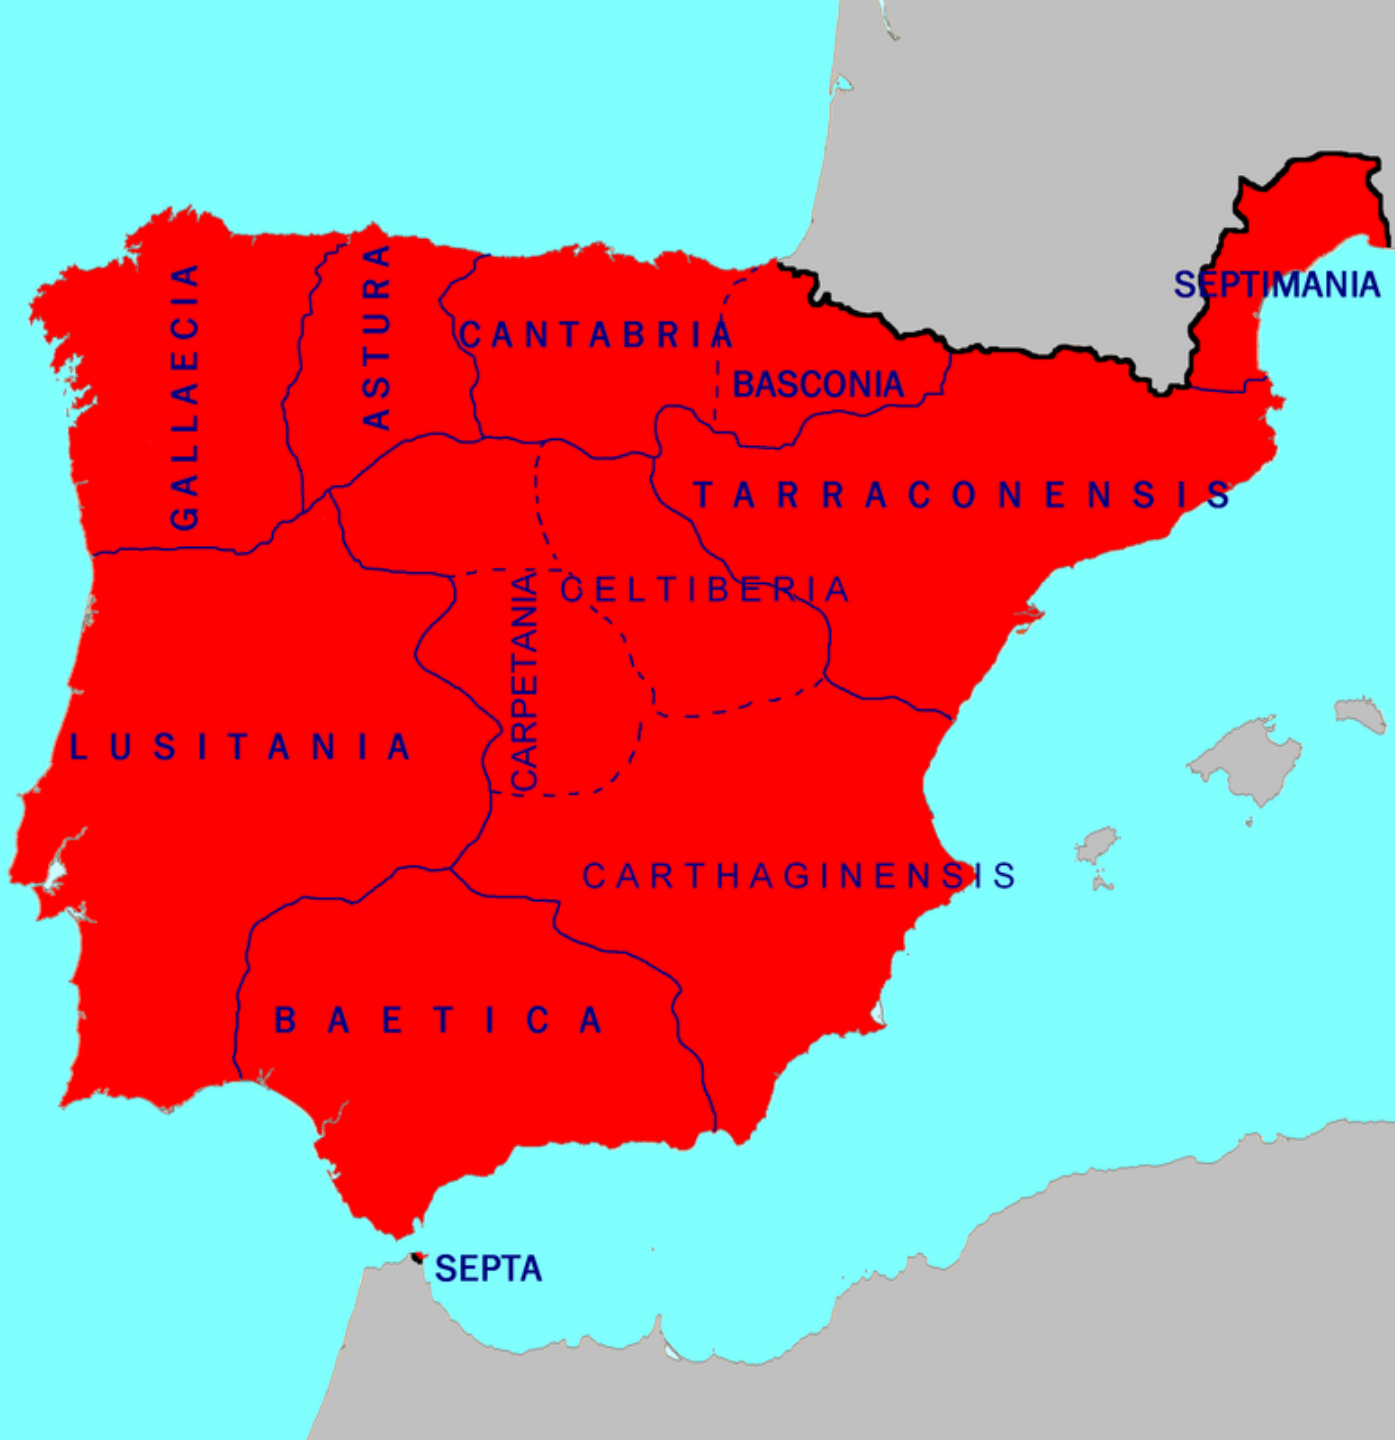 SEPTIMANIA
GALLAECIA
ASTURA
CANTABRIA
BASCONIA
TARRACONENSIS
CELTIBERIA
CARPETANIA
LUSITANIA
CARTHAGINENSIS
BAETICA
SEPTA